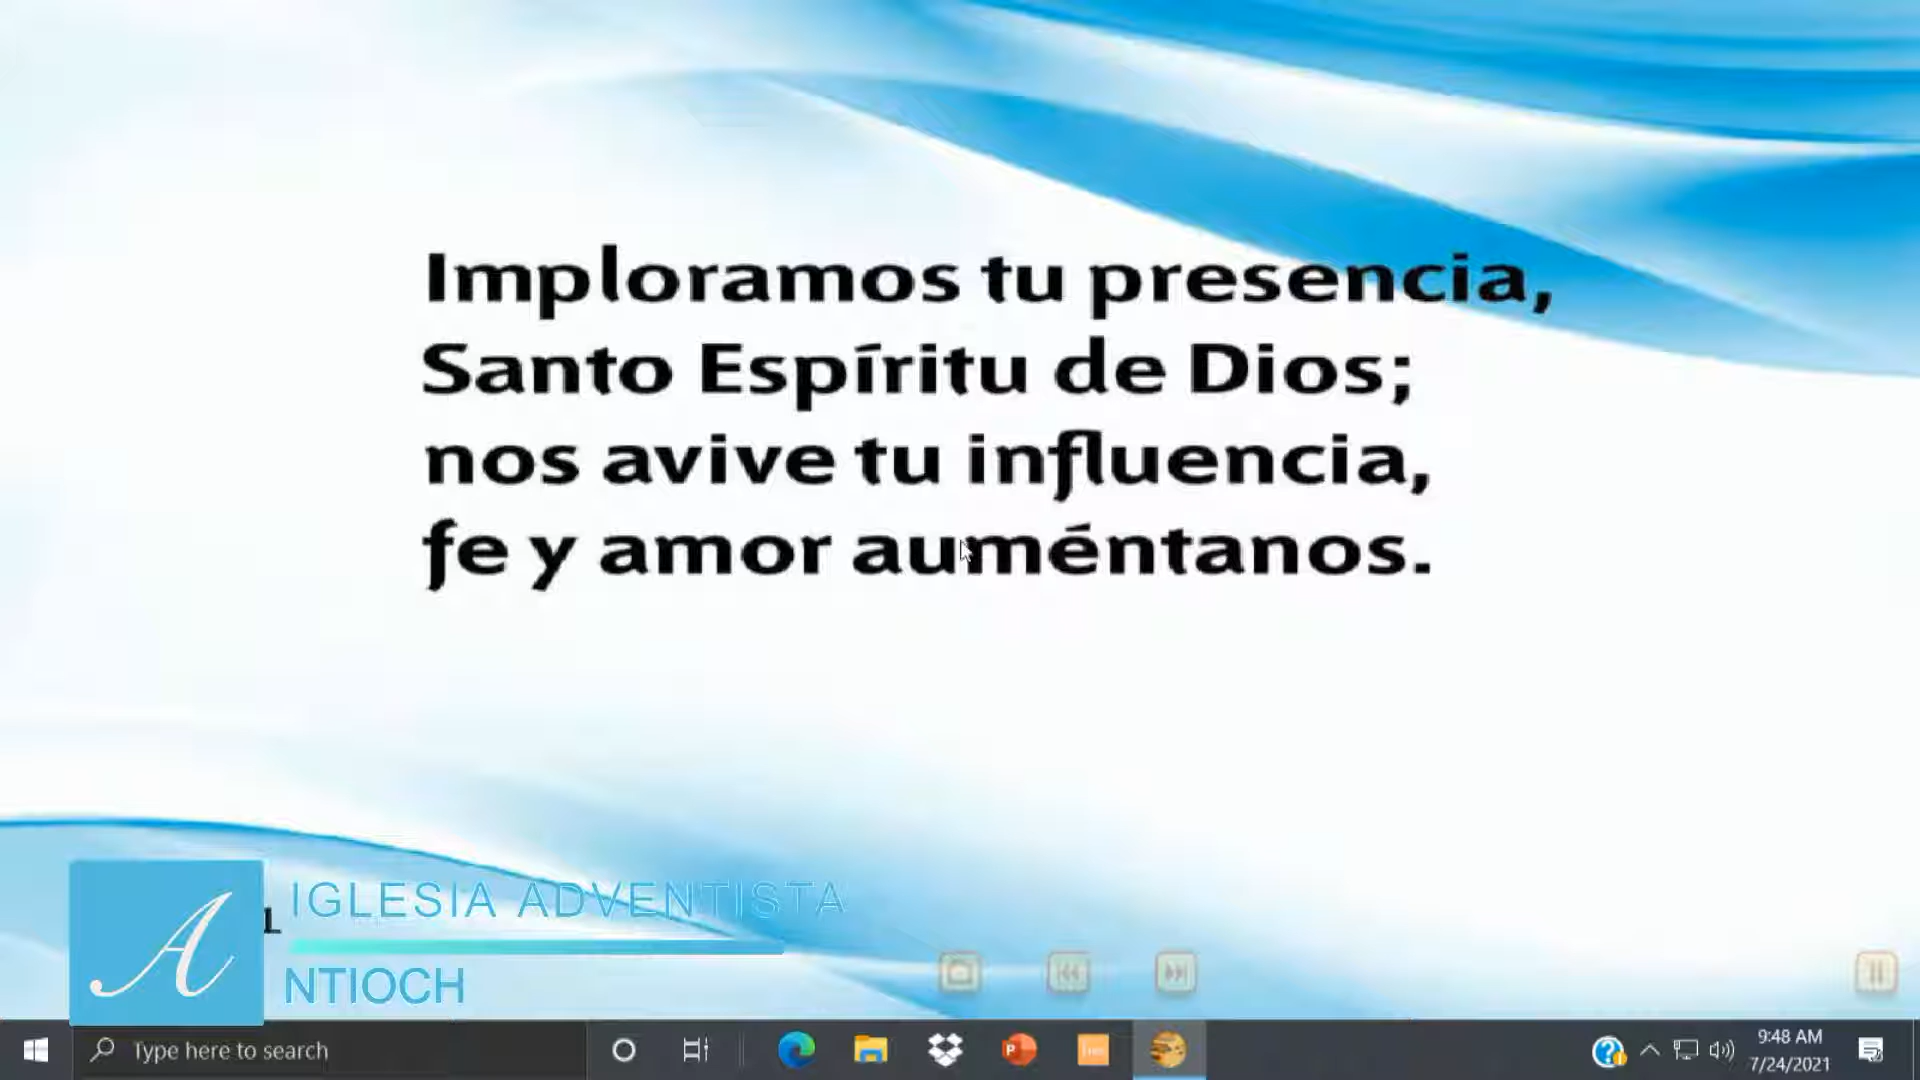 Imploramos tu presencia,
Santo Espíritu de Dios;
nos avive tu influencia,
fe y amor auméntanos.
L
IGLESIA ADVENTISTA
A
NTIOCH
Type here to search
9:48 AM
7/24/2021